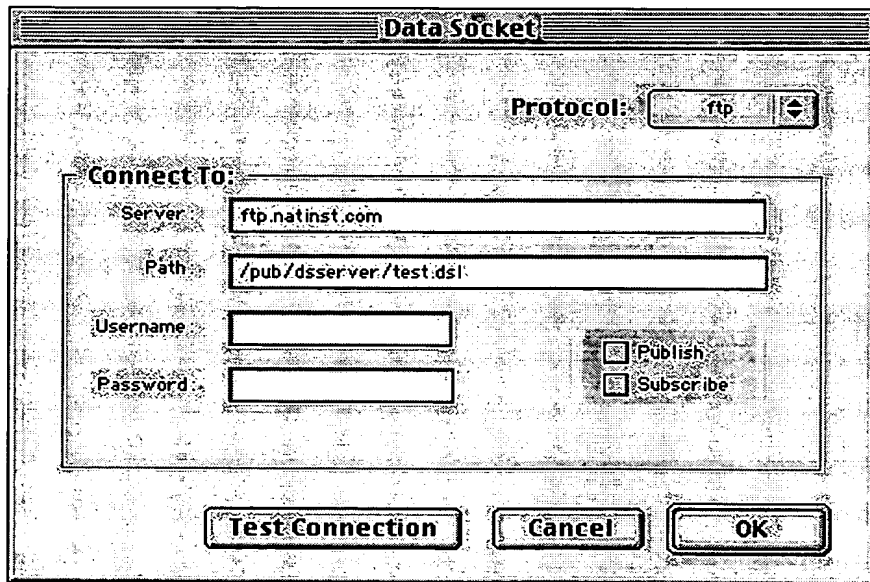 Data Socket
Protocol: ftp
Connect To:
Server: ftp.natinst.com
Path: /pub/dsserver/test.dsl
Username:
Password:
Publish
Subscribe
Test Connection
Cancel
OK